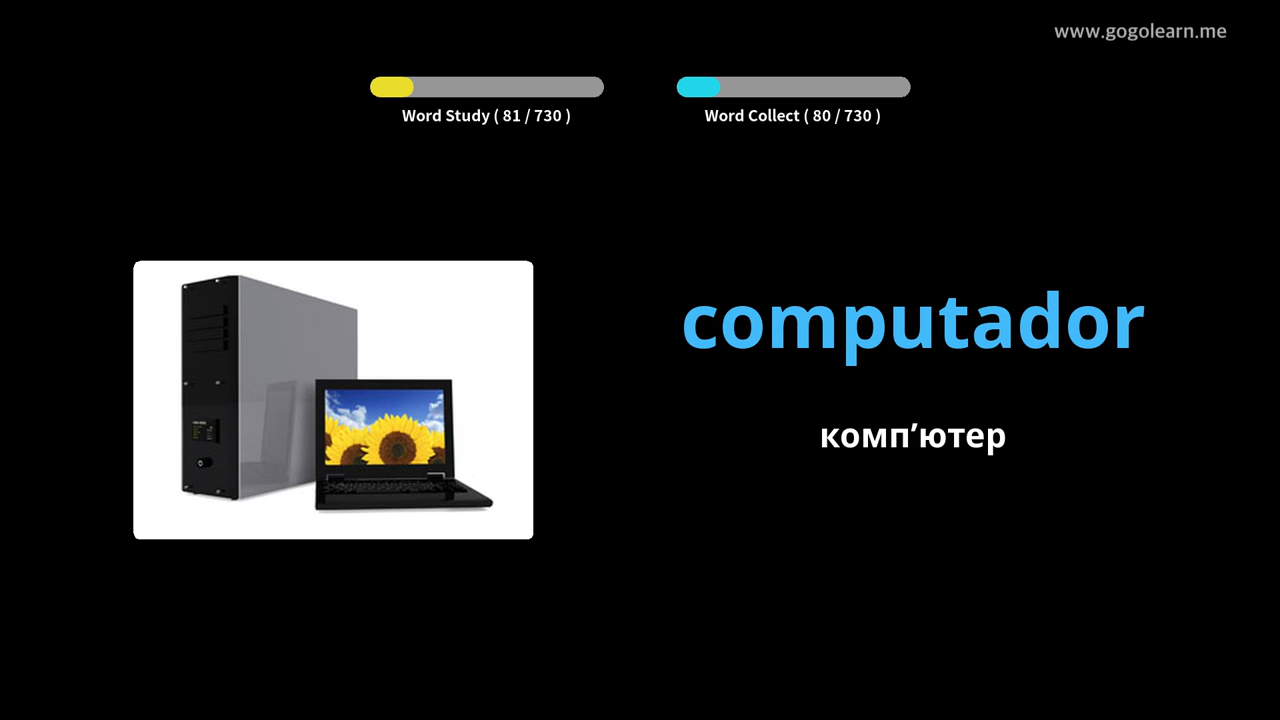 www.gogolearn.me
Word Study ( 81 / 730 )
Word Collect ( 80 / 730 )
computador
комп’ютер